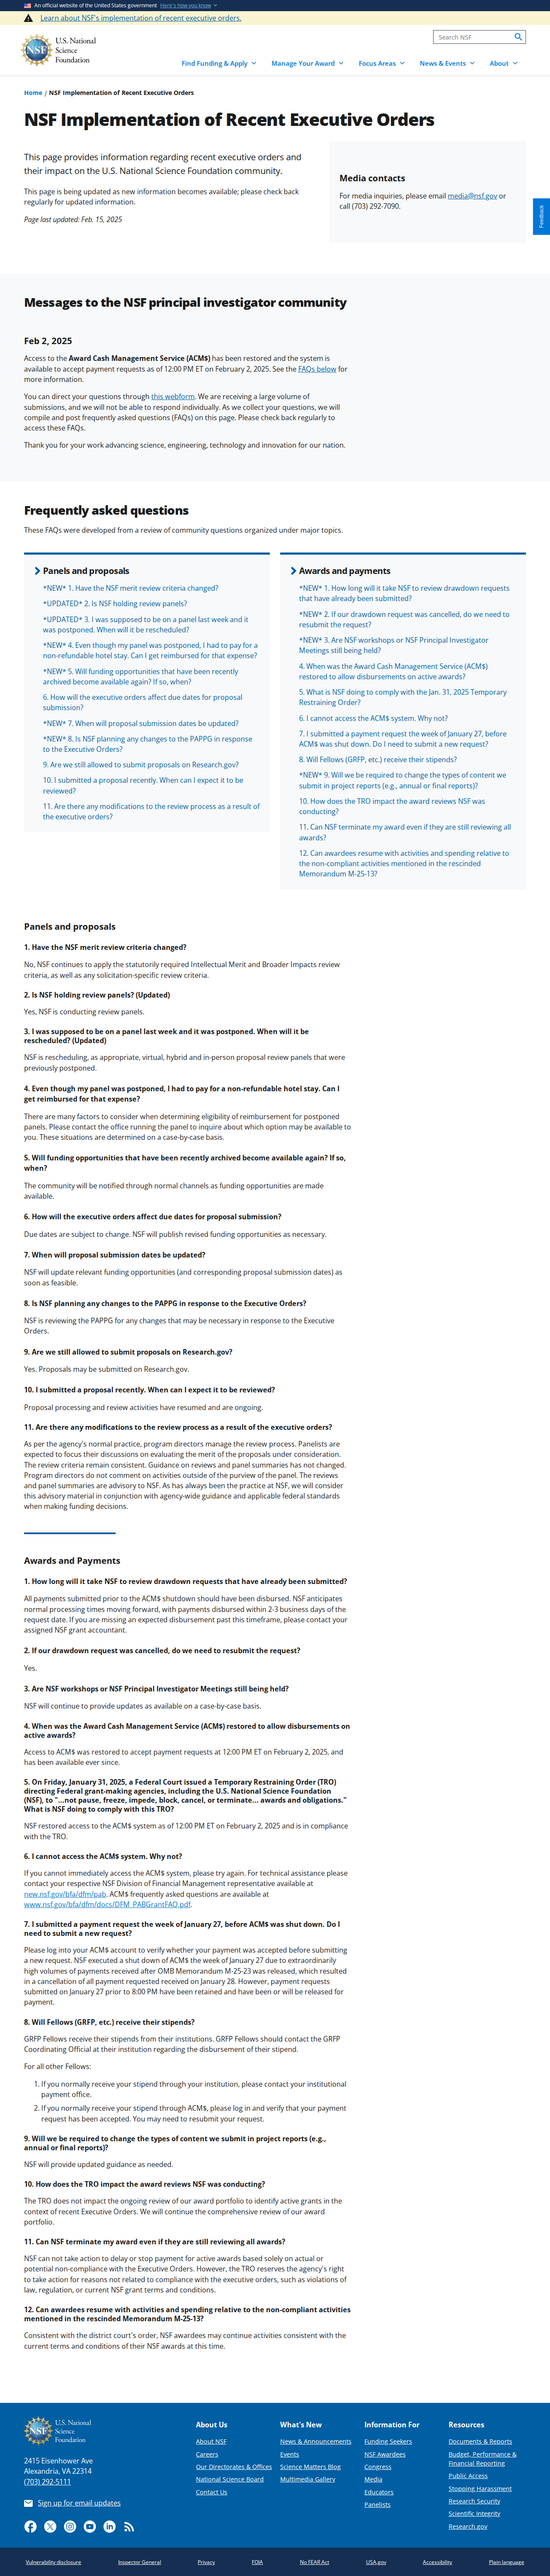 An official website of the United States government Here's how you know
Learn about NSF's implementation of recent executive orders.
NSF
U.S. National
Science
Foundation
Search NSF
Find Funding & Apply
Manage Your Award
Focus Areas
News & Events
About
Home / NSF Implementation of Recent Executive Orders
NSF Implementation of Recent Executive Orders
This page provides information regarding recent executive orders and
their impact on the U.S. National Science Foundation community.
This page is being updated as new information becomes available; please check back
regularly for updated information.
Page last updated: Feb. 15, 2025
Media contacts
For media inquiries, please email media@nsf.gov or
call (703) 292-7090.
Feedback
Messages to the NSF principal investigator community
Feb 2, 2025
Access to the Award Cash Management Service (ACM$) has been restored and the system is
available to accept payment requests as of 12:00 PM ET on February 2, 2025. See the FAQs below for
more information.
You can direct your questions through this webform. We are receiving a large volume of
submissions, and we will not be able to respond individually. As we collect your questions, we will
compile and post frequently asked questions (FAQs) on this page. Please check back regularly to
access these FAQs.
Thank you for your work advancing science, engineering, technology and innovation for our nation.
Frequently asked questions
These FAQs were developed from a review of community questions organized under major topics.
Panels and proposals
*NEW* 1. Have the NSF merit review criteria changed?
*UPDATED* 2. Is NSF holding review panels?
*UPDATED* 3. I was supposed to be on a panel last week and it
was postponed. When will it be rescheduled?
*NEW* 4. Even though my panel was postponed, I had to pay for a
non-refundable hotel stay. Can I get reimbursed for that expense?
*NEW* 5. Will funding opportunities that have been recently
archived become available again? If so, when?
6. How will the executive orders affect due dates for proposal
submission?
*NEW* 7. When will proposal submission dates be updated?
*NEW* 8. Is NSF planning any changes to the PAPPG in response
to the Executive Orders?
9. Are we still allowed to submit proposals on Research.gov?
10. I submitted a proposal recently. When can I expect it to be
reviewed?
11. Are there any modifications to the review process as a result of
the executive orders?
Awards and payments
*NEW* 1. How long will it take NSF to review drawdown requests
that have already been submitted?
*NEW* 2. If our drawdown request was cancelled, do we need to
resubmit the request?
*NEW* 3. Are NSF workshops or NSF Principal Investigator
Meetings still being held?
4. When was the Award Cash Management Service (ACM$)
restored to allow disbursements on active awards?
5. What is NSF doing to comply with the Jan. 31, 2025 Temporary
Restraining Order?
6. I cannot access the ACM$ system. Why not?
7. I submitted a payment request the week of January 27, before
ACM$ was shut down. Do I need to submit a new request?
8. Will Fellows (GRFP, etc.) receive their stipends?
*NEW* 9. Will we be required to change the types of content we
submit in project reports (e.g., annual or final reports)?
10. How does the TRO impact the award reviews NSF was
conducting?
11. Can NSF terminate my award even if they are still reviewing all
awards?
12. Can awardees resume with activities and spending relative to
the non-compliant activities mentioned in the rescinded
Memorandum M-25-13?
Panels and proposals
1. Have the NSF merit review criteria changed?
No, NSF continues to apply the statutorily required Intellectual Merit and Broader Impacts review
criteria, as well as any solicitation-specific review criteria.
2. Is NSF holding review panels? (Updated)
Yes, NSF is conducting review panels.
3. I was supposed to be on a panel last week and it was postponed. When will it be
rescheduled? (Updated)
NSF is rescheduling, as appropriate, virtual, hybrid and in-person proposal review panels that were
previously postponed.
4. Even though my panel was postponed, I had to pay for a non-refundable hotel stay. Can I
get reimbursed for that expense?
There are many factors to consider when determining eligibility of reimbursement for postponed
panels. Please contact the office running the panel to inquire about which option may be available to
you. These situations are determined on a case-by-case basis.
5. Will funding opportunities that have been recently archived become available again? If so,
when?
The community will be notified through normal channels as funding opportunities are made
available.
6. How will the executive orders affect due dates for proposal submission?
Due dates are subject to change. NSF will publish revised funding opportunities as necessary.
7. When will proposal submission dates be updated?
NSF will update relevant funding opportunities (and corresponding proposal submission dates) as
soon as feasible.
8. Is NSF planning any changes to the PAPPG in response to the Executive Orders?
NSF is reviewing the PAPPG for any changes that may be necessary in response to the Executive
Orders.
9. Are we still allowed to submit proposals on Research.gov?
Yes. Proposals may be submitted on Research.gov.
10. I submitted a proposal recently. When can I expect it to be reviewed?
Proposal processing and review activities have resumed and are ongoing.
11. Are there any modifications to the review process as a result of the executive orders?
As per the agency's normal practice, program directors manage the review process. Panelists are
expected to focus their discussions on evaluating the merit of the proposals under consideration.
The review criteria remain consistent. Guidance on reviews and panel summaries has not changed.
Program directors do not comment on activities outside of the purview of the panel. The reviews
and panel summaries are advisory to NSF. As has always been the practice at NSF, we will consider
this advisory material in conjunction with agency-wide guidance and applicable federal standards
when making funding decisions.
Awards and Payments
1. How long will it take NSF to review drawdown requests that have already been submitted?
All payments submitted prior to the ACM$ shutdown should have been disbursed. NSF anticipates
normal processing times moving forward, with payments disbursed within 2-3 business days of the
request date. If you are missing an expected disbursement past this timeframe, please contact your
assigned NSF grant accountant.
2. If our drawdown request was cancelled, do we need to resubmit the request?
Yes.
3. Are NSF workshops or NSF Principal Investigator Meetings still being held?
NSF will continue to provide updates as available on a case-by-case basis.
4. When was the Award Cash Management Service (ACM$) restored to allow disbursements on
active awards?
Access to ACM$ was restored to accept payment requests at 12:00 PM ET on February 2, 2025, and
has been available ever since.
5. On Friday, January 31, 2025, a Federal Court issued a Temporary Restraining Order (TRO)
directing Federal grant-making agencies, including the U.S. National Science Foundation
(NSF), to "...not pause, freeze, impede, block, cancel, or terminate... awards and obligations."
What is NSF doing to comply with this TRO?
NSF restored access to the ACM$ system as of 12:00 PM ET on February 2, 2025 and is in compliance
with the TRO.
6. I cannot access the ACM$ system. Why not?
If you cannot immediately access the ACM$ system, please try again. For technical assistance please
contact your respective NSF Division of Financial Management representative available at
new.nsf.gov/bfa/dfm/pab. ACM$ frequently asked questions are available at
www.nsf.gov/bfa/dfm/docs/DFM_PABGrantFAQ.pdf.
7. I submitted a payment request the week of January 27, before ACM$ was shut down. Do I
need to submit a new request?
Please log into your ACM$ account to verify whether your payment was accepted before submitting
a new request. NSF executed a shut down of ACM$ the week of January 27 due to extraordinarily
high volumes of payments received after OMB Memorandum M-25-23 was released, which resulted
in a cancellation of all payment requested received on January 28. However, payment requests
submitted on January 27 prior to 8:00 PM have been retained and have been or will be released for
payment.
8. Will Fellows (GRFP, etc.) receive their stipends?
GRFP Fellows receive their stipends from their institutions. GRFP Fellows should contact the GRFP
Coordinating Official at their institution regarding the disbursement of their stipend.
For all other Fellows:
1. If you normally receive your stipend through your institution, please contact your institutional
payment office.
2. If you normally receive your stipend through ACM$, please log in and verify that your payment
request has been accepted. You may need to resubmit your request.
9. Will we be required to change the types of content we submit in project reports (e.g.,
annual or final reports)?
NSF will provide updated guidance as needed.
10. How does the TRO impact the award reviews NSF was conducting?
The TRO does not impact the ongoing review of our award portfolio to identify active grants in the
context of recent Executive Orders. We will continue the comprehensive review of our award
portfolio.
11. Can NSF terminate my award even if they are still reviewing all awards?
NSF can not take action to delay or stop payment for active awards based solely on actual or
potential non-compliance with the Executive Orders. However, the TRO reserves the agency's right
to take action for reasons not related to compliance with the executive orders, such as violations of
law, regulation, or current NSF grant terms and conditions.
12. Can awardees resume with activities and spending relative to the non-compliant activities
mentioned in the rescinded Memorandum M-25-13?
Consistent with the district court's order, NSF awardees may continue activities consistent with the
current terms and conditions of their NSF awards at this time.
NSF
U.S. National
Science
Foundation
2415 Eisenhower Ave
Alexandria, VA 22314
(703) 292-5111
Sign up for email updates
About Us
About NSF
Careers
Our Directorates & Offices
National Science Board
Contact Us
What's New
News & Announcements
Events
Science Matters Blog
Multimedia Gallery
Information For
Funding Seekers
NSF Awardees
Congress
Media
Educators
Panelists
Resources
Documents & Reports
Budget, Performance &
Financial Reporting
Public Access
Stopping Harassment
Research Security
Scientific Integrity
Research.gov
Vulnerability disclosure
Inspector General
Privacy
FOIA
No FEAR Act
USA.gov
Accessibility
Plain language